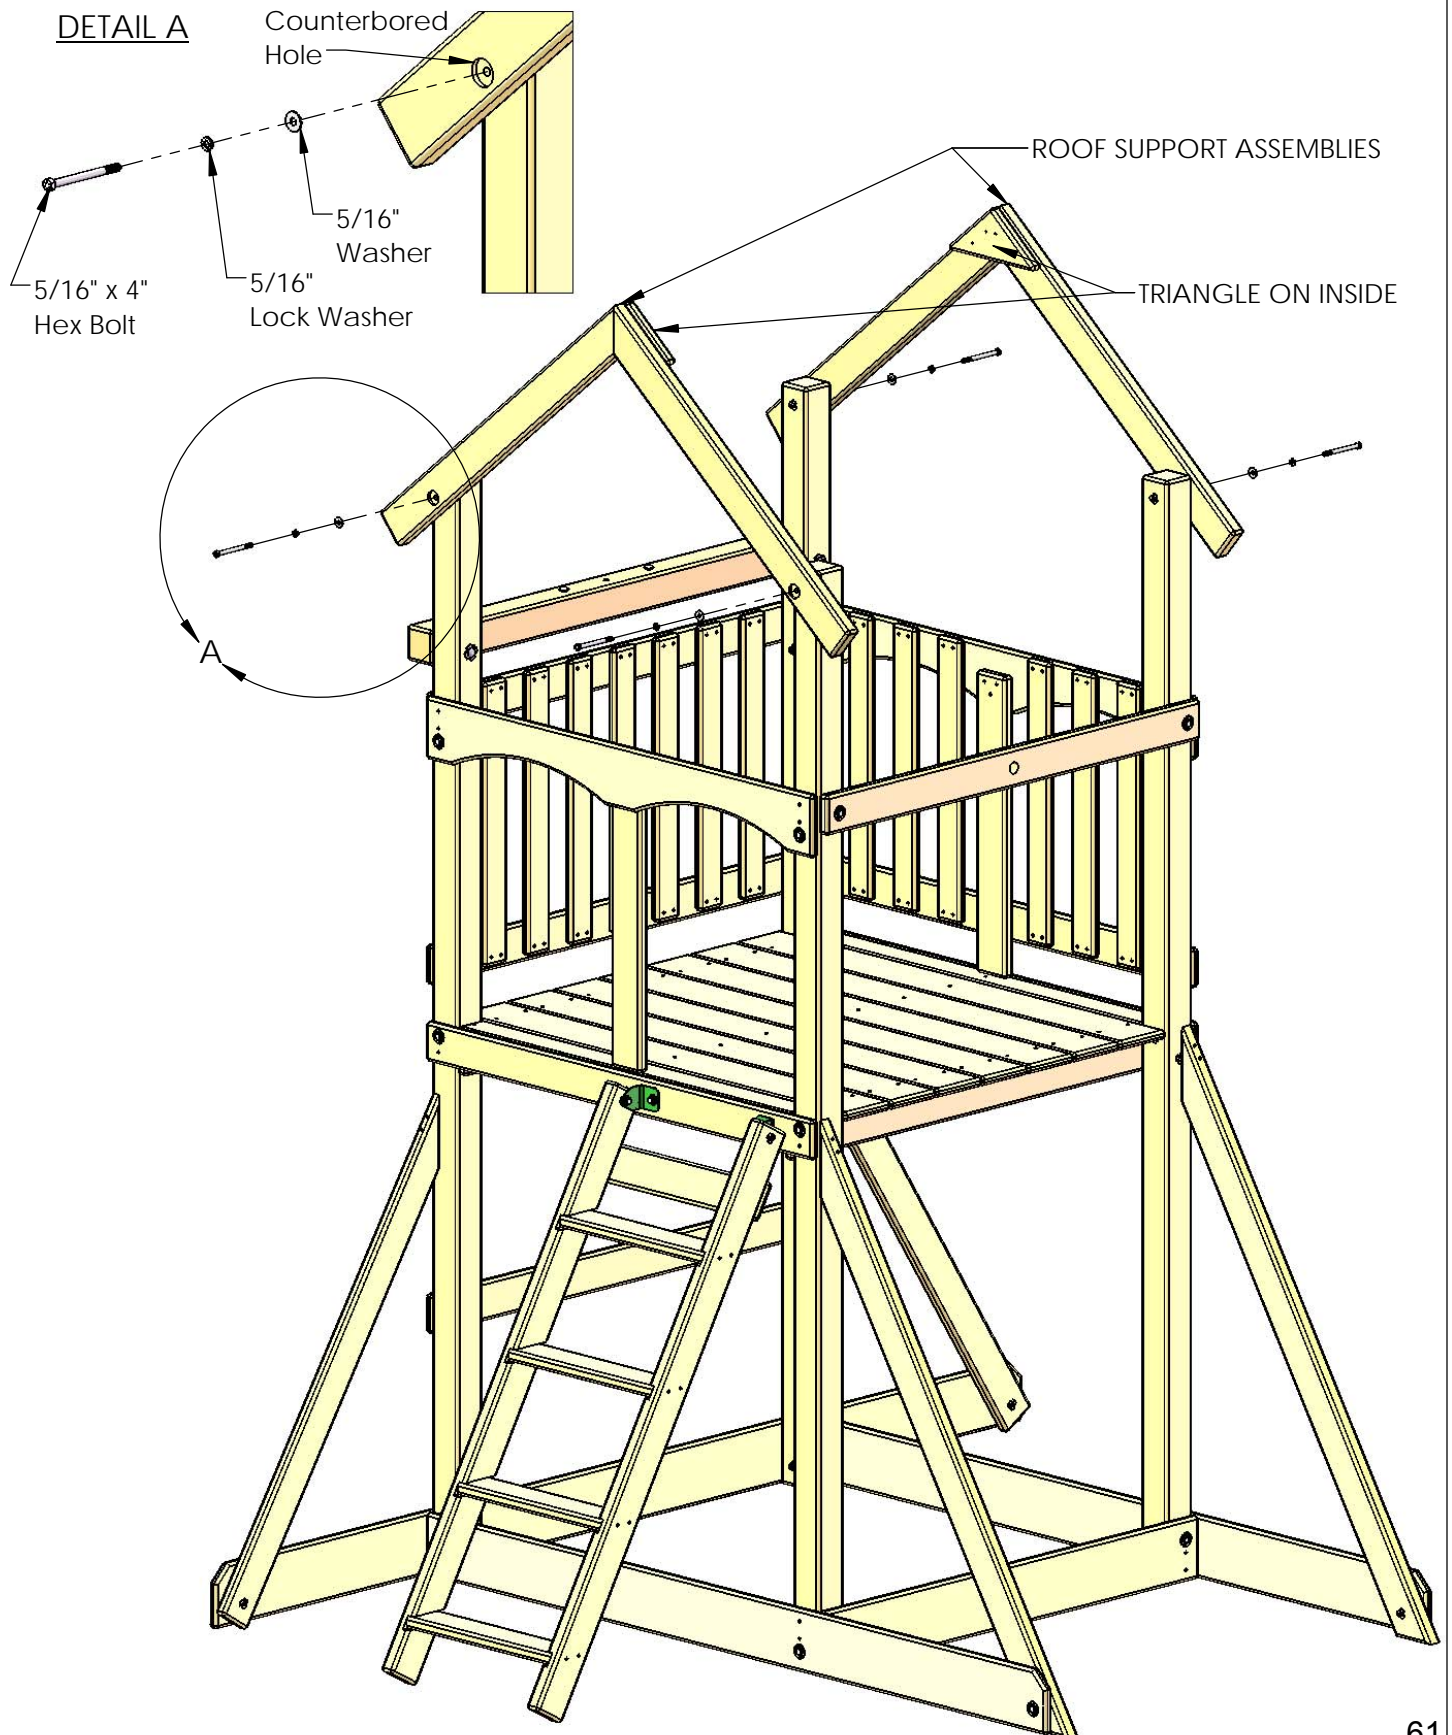 DETAIL A
Counterbored
Hole
ROOF SUPPORT ASSEMBLIES
5/16"
Washer
5/16" x 4"
Hex Bolt
5/16"
Lock Washer
TRIANGLE ON INSIDE
A
61